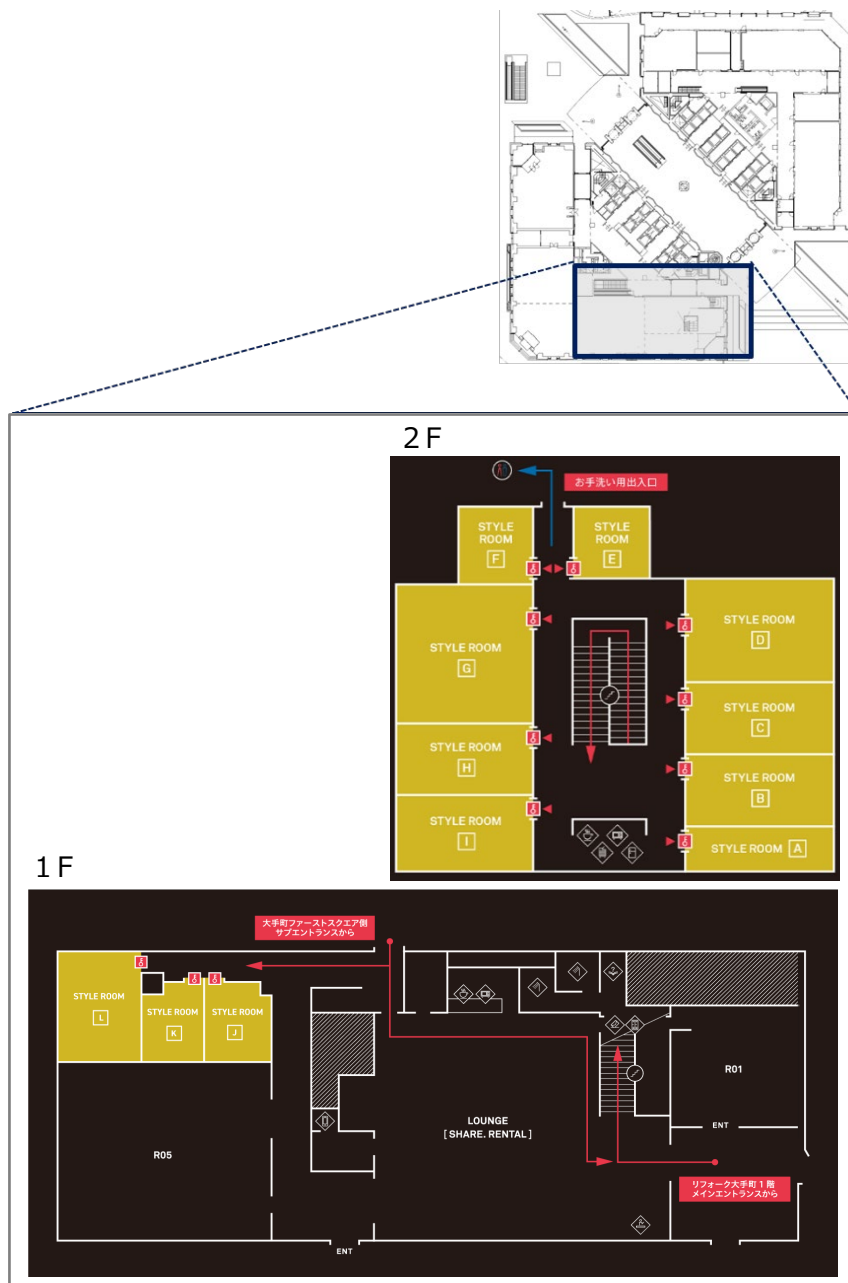 2F
お手洗い用出入口
STYLE
ROOM
F
STYLE
ROOM
E
STYLE ROOM
D
STYLE ROOM
G
STYLE ROOM
C
STYLE ROOM
H
STYLE ROOM
B
STYLE ROOM
I
STYLE ROOM A
1F
大手町ファーストスクエア側
サブエントランスから
STYLE ROOM
L
STYLE ROOM
K
STYLE ROOM
J
R01
LOUNGE
[ SHARE. RENTAL ]
ENT
R05
リフォーク大手町1階
メインエントランスから
ENT